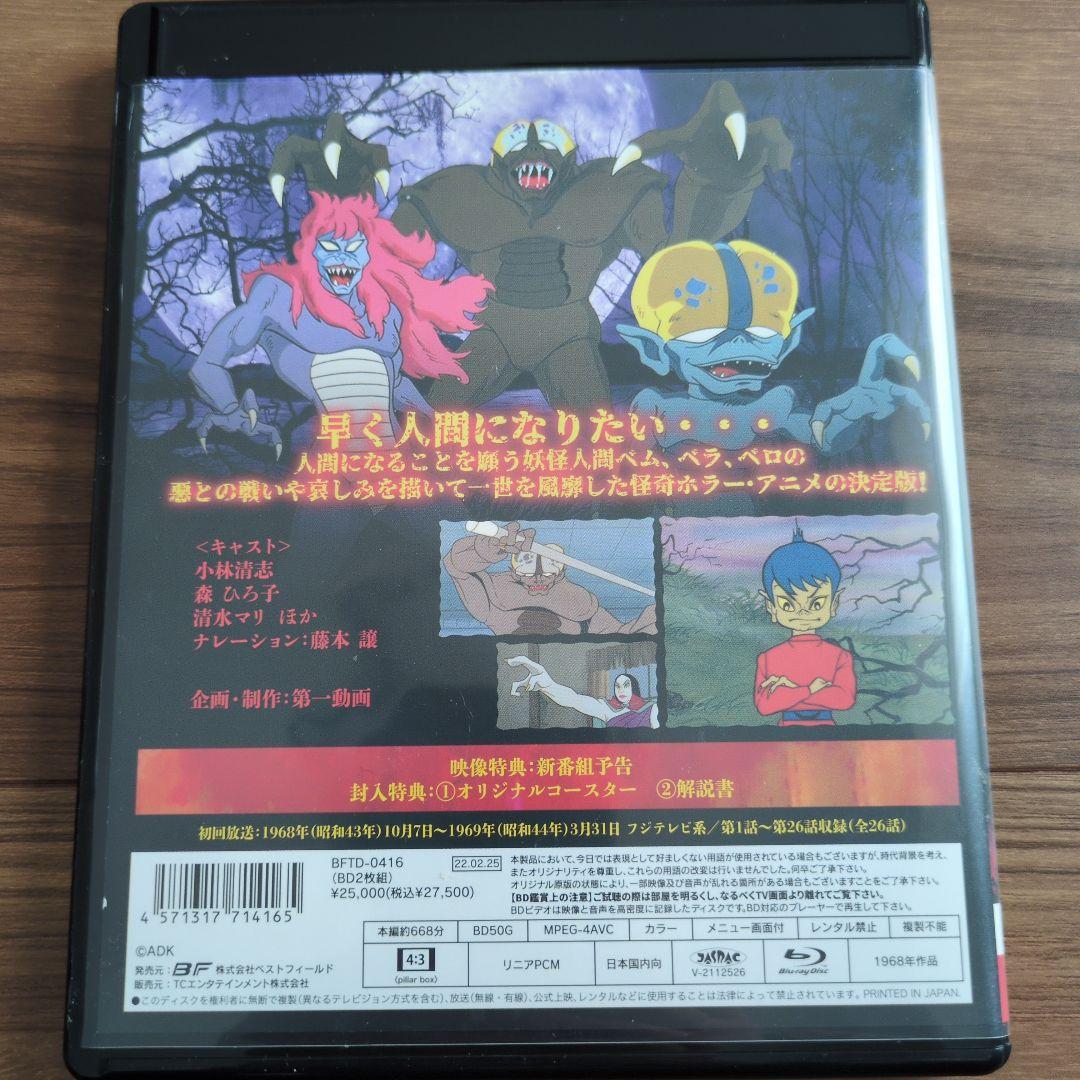 早く人間になりたい・・・
人間になることを願う妖怪人間ベム、ベラ、ベロの
悪との戦いや哀しみを描いて一世を風靡した怪奇ホラー・アニメの決定版!
<キャスト>
小林清志
森 ひろ子
清水マリ ほか
ナレーション:藤本 譲
企画・制作:第一動画
映像特典:新番組予告
封入特典:①オリジナルコースター ②解説書
初回放送:1968年(昭和43年)10月7日〜1969年(昭和44年)3月31日 フジテレビ系/第1話〜第26話収録(全26話)
4 571317 714165
BFTD-0416
(BD2枚組)
¥25,000(税込¥27,500)
22.02.25
本製品において、今日では表現として好ましくない用語が使用されている場合もございますが、時代背景を考え、
またオリジナリティを尊重し、これらの用語の改変は行いませんでした。何卒ご了承下さい。
オリジナル原版の状態により、一部映像及び音声が乱れる箇所がある場合もございますことをご了承下さい。
【BD鑑賞上の注意】ご試聴の際は部屋を明るくし、なるべくTV画面より離れてご覧下さい。
BDビデオは映像と音声を高密度に記録したディスクです。BD対応のプレーヤーで再生して下さい。
本編約668分 BD50G MPEG-4AVC カラー メニュー画面付 レンタル禁止 複製不能
4:3
(pillar box)
リニアPCM 日本国内向
JASRAC
V-2112526
Blu-ray Disc
1968年作品
©ADK
発売元: BF 株式会社ベストフィールド
販売元:TCエンタテインメント株式会社
●このディスクを権利者に無断で複製(異なるテレビジョン方式を含む)、放送(無線・有線)、公式上映、レンタルなどに使用することは法律によって禁止されています。 PRINTED IN JAPAN.